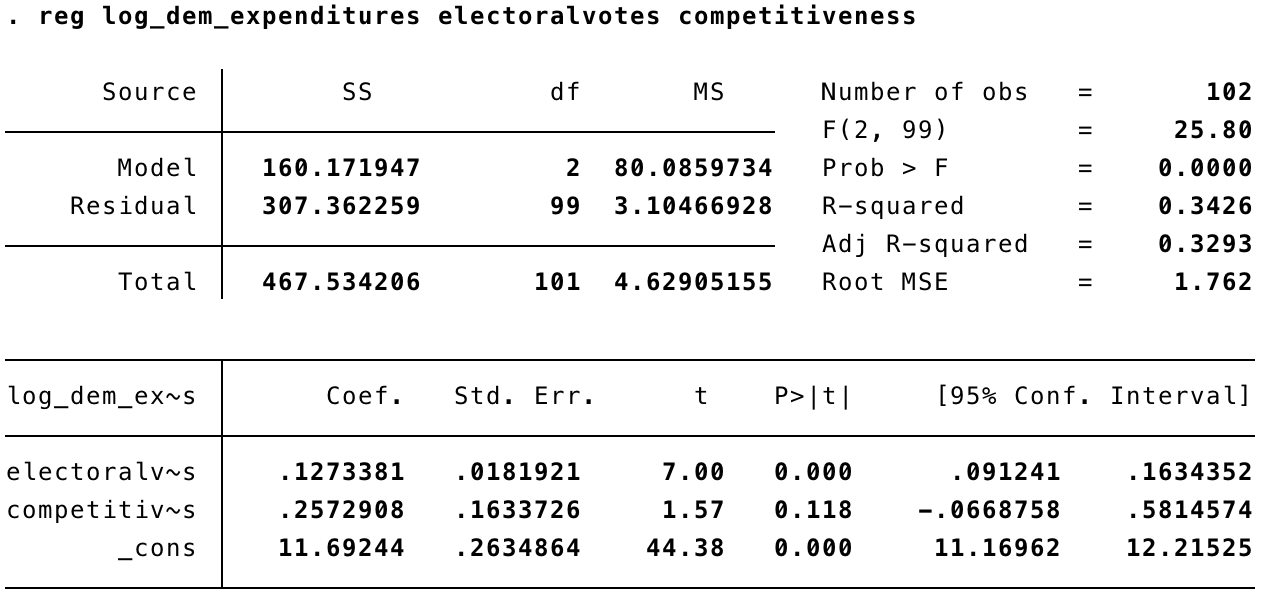 . reg log_dem_expenditures electoralvotes competitiveness
Source SS df MS Number of obs = 102
F(2, 99) = 25.80
Model 160.171947 2 80.0859734 Prob > F = 0.0000
Residual 307.362259 99 3.10466928 R-squared = 0.3426
Adj R-squared = 0.3293
Total 467.534206 101 4.62905155 Root MSE = 1.762
log_dem_ex~s Coef. Std. Err. t P>|t| [95% Conf. Interval]
electoralv~s .1273381 .0181921 7.00 0.000 .091241 .1634352
competitiv~s .2572908 .1633726 1.57 0.118 -.0668758 .5814574
_cons 11.69244 .2634864 44.38 0.000 11.16962 12.21525